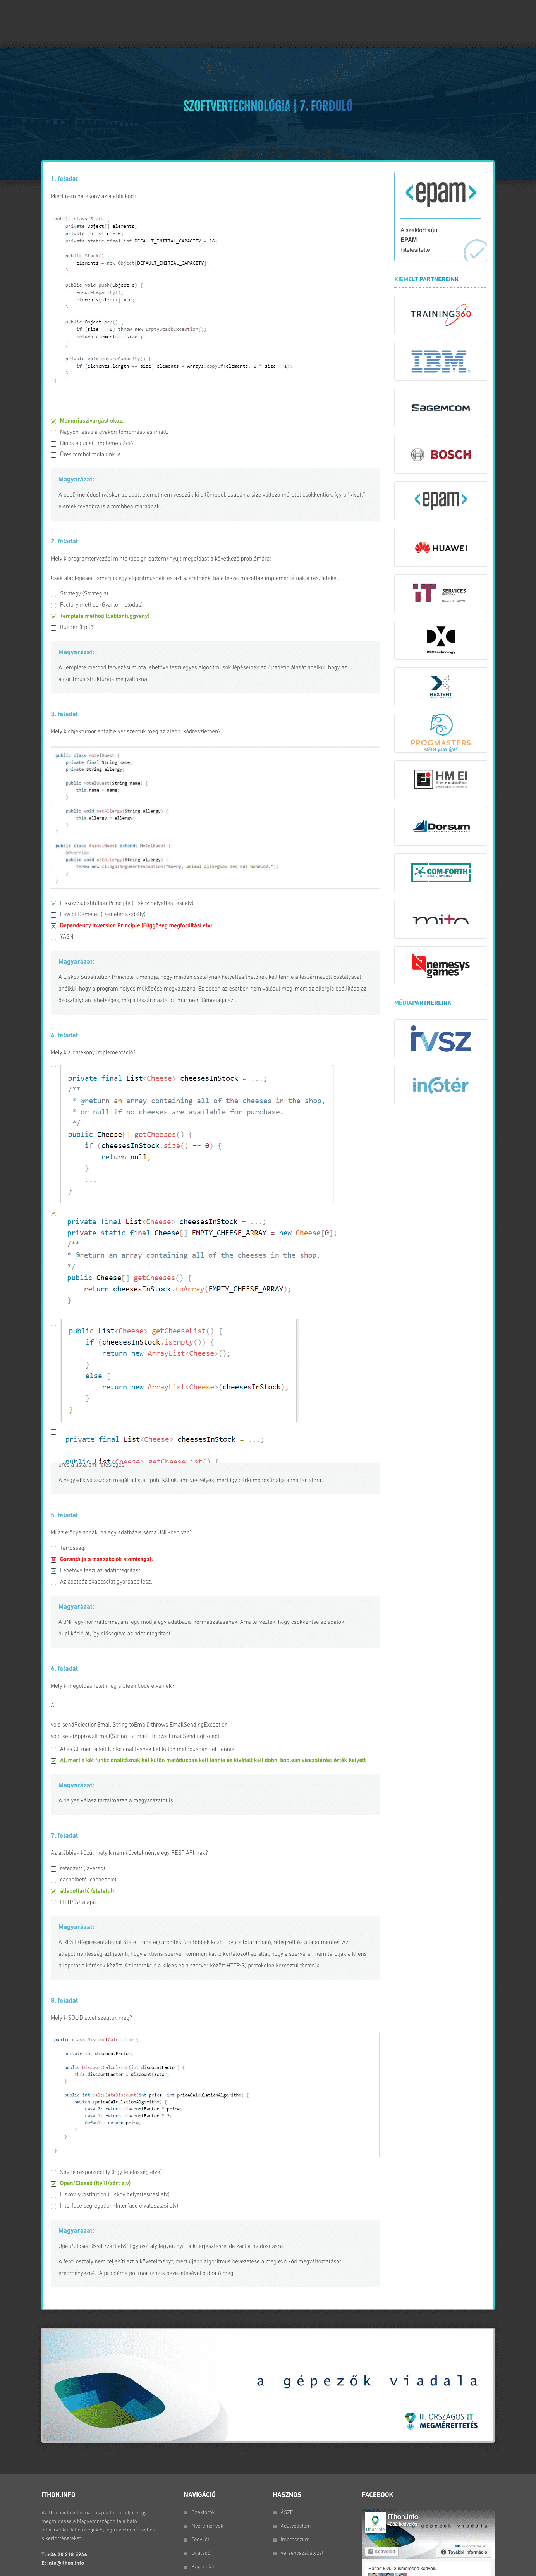 SZOFTVERTECHNOLÓGIA | 7. FORDULÓ
1. feladat
Miért nem hatékony az alábbi kód?
public class Stack {
private Object[] elements;
private int size = 0;
private static final int DEFAULT_INITIAL_CAPACITY = 16;
public Stack() {
elements = new Object[DEFAULT_INITIAL_CAPACITY];
}
public void push(Object e) {
ensureCapacity();
elements[size++] = e;
}
public Object pop() {
if (size == 0) throw new EmptyStackException();
return elements[--size];
}
private void ensureCapacity() {
if (elements.length == size) elements = Arrays.copyOf(elements, 2 * size + 1);
}
}
Memóriaszivárgást okoz.
Nagyon lassú a gyakori tömbmásolás miatt.
Nincs equals() implementáció.
Üres tömböt foglalunk le.
Magyarázat:
A pop() metódushíváskor az adott elemet nem vesszük ki a tömbből, csupán a size változó méretét csökkentjük, így a "kivett"
elemek továbbra is a tömbben maradnak.
2. feladat
Melyik programtervezési minta (design pattern) nyújt megoldást a következő problémára:
Csak alaplépéseit ismerjük egy algoritmusnak, és azt szeretnénk, ha a leszármazottak implementálnák a részleteket.
Strategy (Stratégia)
Factory method (Gyártó metódus)
Template method (Sablonfüggvény)
Builder (Építő)
Magyarázat:
A Template method tervezési minta lehetővé teszi egyes algoritmusok lépéseinek az újradefiniálását anélkül, hogy az
algoritmus struktúrája megváltozna.
3. feladat
Melyik objektumorientált elvet szegtük meg az alábbi kódrészletben?
public class HotelGuest {
private final String name;
private String allergy;
public HotelGuest(String name) {
this.name = name;
}
public void setAllergy(String allergy) {
this.allergy = allergy;
}
}
public class AnimalGuest extends HotelGuest {
@Override
public void setAllergy(String allergy) {
throw new IllegalArgumentException("Sorry, animal allergies are not handled.");
}
}
Liskov Substitution Principle (Liskov helyettesítési elv)
Law of Demeter (Demeter szabály)
Dependency Inversion Principle (Függőség megfordítási elv)
YAGNI
Magyarázat:
A Liskov Substitution Principle kimondja, hogy minden osztálynak helyettesíthetőnek kell lennie a leszármazott osztályával
anélkül, hogy a program helyes működése megváltozna. Ez ebben az esetben nem valósul meg, mert az allergia beállítása az
ősosztályban lehetséges, míg a leszármaztatott már nem támogatja ezt.
4. feladat
Melyik a hatékony implementáció?
private final List<Cheese> cheesesInStock = ...;
/**
* @return an array containing all of the cheeses in the shop,
* or null if no cheeses are available for purchase.
*/
public Cheese[] getCheeses() {
if (cheesesInStock.size() == 0) {
return null;
}
...
}
private final List<Cheese> cheesesInStock = ...;
private static final Cheese[] EMPTY_CHEESE_ARRAY = new Cheese[0];
/**
* @return an array containing all of the cheeses in the shop.
*/
public Cheese[] getCheeses() {
return cheesesInStock.toArray(EMPTY_CHEESE_ARRAY);
}
public List<Cheese> getCheeseList() {
if (cheesesInStock.isEmpty()) {
return new ArrayList<Cheese>();
}
else {
return new ArrayList<Cheese>(cheesesInStock);
}
}
private final List<Cheese> cheesesInStock = ...;
public List<Cheese> getCheeseList() {
A negyedik válaszban magát a listát publikáljuk, ami veszélyes, mert így bárki módosíthatja anna tartalmát.
5. feladat
Mi az előnye annak, ha egy adatbázis séma 3NF-ben van?
Tartósság.
Garantálja a tranzakciók atomiságát.
Lehetővé teszi az adatintegritást.
Az adatbáziskapcsolat gyorsabb lesz.
Magyarázat:
A 3NF egy normálforma, ami egy módja egy adatbázis normalizálásának. Arra tervezték, hogy csökkentse az adatok
duplikációját, így elősegítve az adatintegritást.
6. feladat
Melyik megoldás felel meg a Clean Code elveinek?
A)
void sendRejectionEmail(String toEmail) throws EmailSendingException
void sendApprovalEmail(String toEmail) throws EmailSendingExcepti
A) és C), mert a két funkcionalitásnak két külön metódusban kell lennie
A), mert a két funkcionalitásnak két külön metódusban kell lennie és kivételt kell dobni boolean visszatérési érték helyett
Magyarázat:
A helyes válasz tartalmazza a magyarázatot is.
7. feladat
Az alábbiak közül melyik nem követelménye egy REST API-nak?
rétegzett (layered)
cachelhető (cacheable)
állapottartó (stateful)
HTTP(S)-alapú
Magyarázat:
A REST (Representational State Transfer) architektúra többek között gyorsítótárazható, rétegzett és állapotmentes. Az
állapotmentesség azt jelenti, hogy a kliens-szerver kommunikáció korlátozott az által, hogy a szerveren nem tárolják a kliens
állapotát a kérések között. Az interakció a kliens és a szerver között HTTP(S) protokolon keresztül történik.
8. feladat
Melyik SOLID elvet szegtük meg?
public class DiscountCalculator {
private int discountFactor;
public DiscountCalculator(int discountFactor) {
this.discountFactor = discountFactor;
}
public int calculateDiscount(int price, int priceCalculationAlgorithm) {
switch (priceCalculationAlgorithm) {
case 0: return discountFactor * price;
case 1: return discountFactor * 2;
default: return price;
}
}
}
Single responsibility (Egy felelősség elve)
Open/Closed (Nyílt/zárt elv)
Liskov substitution (Liskov helyettesítési elv)
Interface segregation (Interface elválasztási elv)
Magyarázat:
Open/Closed (Nyílt/zárt elv): Egy osztály legyen nyílt a kiterjesztésre, de zárt a módosításra.
A fenti osztály nem teljesíti ezt a követelményt, mert újabb algoritmus bevezetése a meglévő kód megváltoztatását
eredményezné. A probléma polimorfizmus bevezetésével oldható meg.
<epam>
A szektort a(z)
EPAM
hitelesítette.
KIEMELT PARTNEREINK
TRAINING360
IBM
SAGEMCOM
BOSCH
<epam>
HUAWEI
iT SERVICES
DXC.technology
NEXTENT
PROGMASTERS
HM EI
Dorsum
COM-FORTH
mito
nemesys
games
MÉDIAPARTNEREINK
IVSZ
infotér
a gépezők viadala
III. ORSZÁGOS IT
MEGMÉRETTETÉS
ITHON.INFO
Az IThon.info információs platform célja, hogy
megmutassa a Magyarországon található
informatikai lehetőségeket, legfrissebb híreket és
sikertörténeteket.
T: +36 20 218 5946
E: info@ithon.info
NAVIGÁCIÓ
Szektorok
Nyeremények
Tégy jót!
Díjátadó
Kapcsolat
HASZNOS
ÁSZF
Adatvédelem
Impresszum
Versenyszabályzat
FACEBOOK
IThon.info
Kedveled
További információ
Rajtad kívül 3 ismerősöd kedveli.